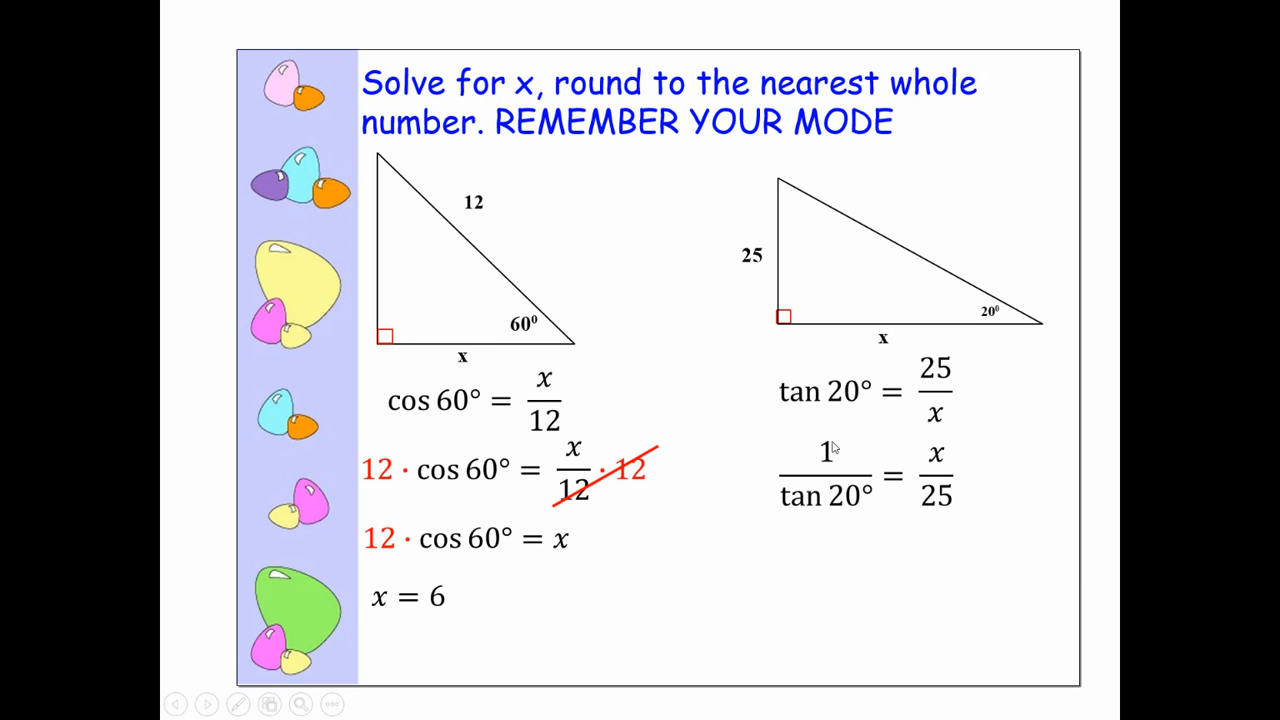 Solve for x, round to the nearest whole
number. REMEMBER YOUR MODE
12
60⁰
x
cos 60° = x/12
12 · cos 60° = x/12 · 12
12 · cos 60° = x
x = 6
25
20⁰
x
tan 20° = 25/x
1/tan 20° = x/25